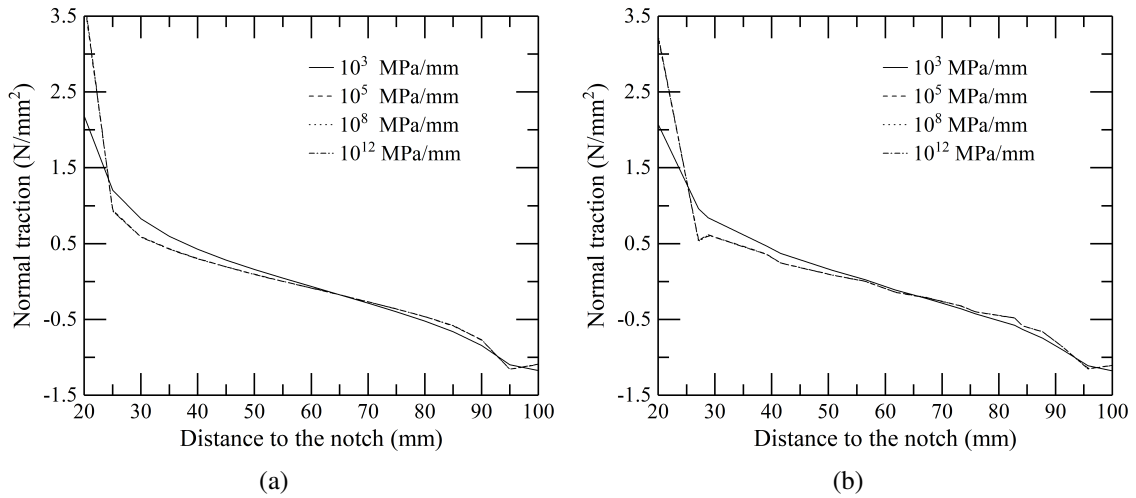 3.5
2.5
1.5
0.5
-0.5
-1.5
Normal traction (N/mm²)
10³ MPa/mm
10⁵ MPa/mm
10⁸ MPa/mm
10¹² MPa/mm
20 30 40 50 60 70 80 90 100
Distance to the notch (mm)
(a)
3.5
2.5
1.5
0.5
-0.5
-1.5
Normal traction (N/mm²)
10³ MPa/mm
10⁵ MPa/mm
10⁸ MPa/mm
10¹² MPa/mm
20 30 40 50 60 70 80 90 100
Distance to the notch (mm)
(b)